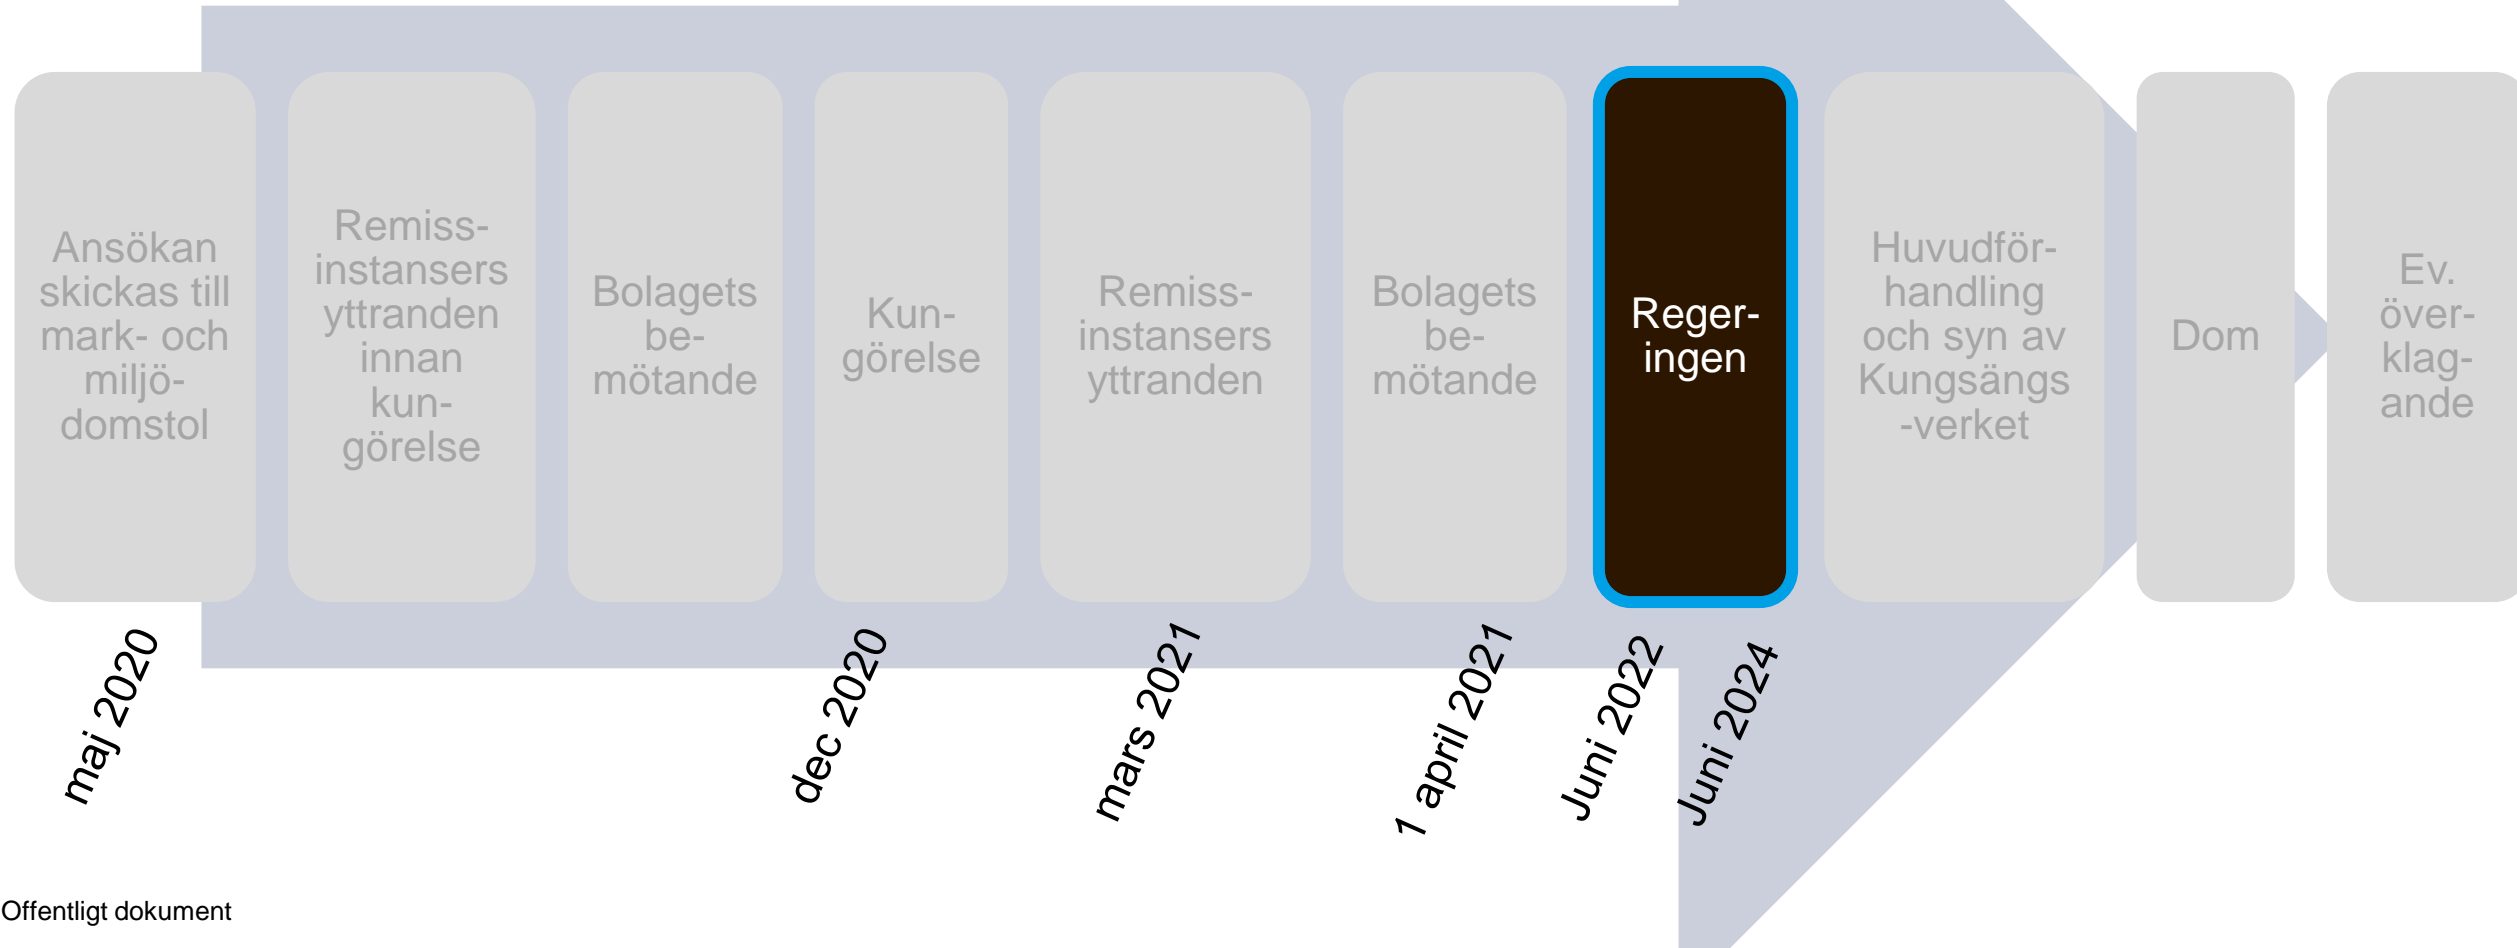 Ansökan
skickas till
mark- och
miljö-
domstol
Remiss-
instansers
yttranden
innan
kun-
görelse
Bolagets
be-
mötande
Kun-
görelse
Remiss-
instansers
yttranden
Bolagets
be-
mötande
Reger-
ingen
Huvudför-
handling
och syn av
Kungsängs
-verket
Dom
Ev.
över-
klag-
ande
maj 2020
dec 2020
mars 2021
1 april 2021
Juni 2022
Juni 2024
Offentligt dokument